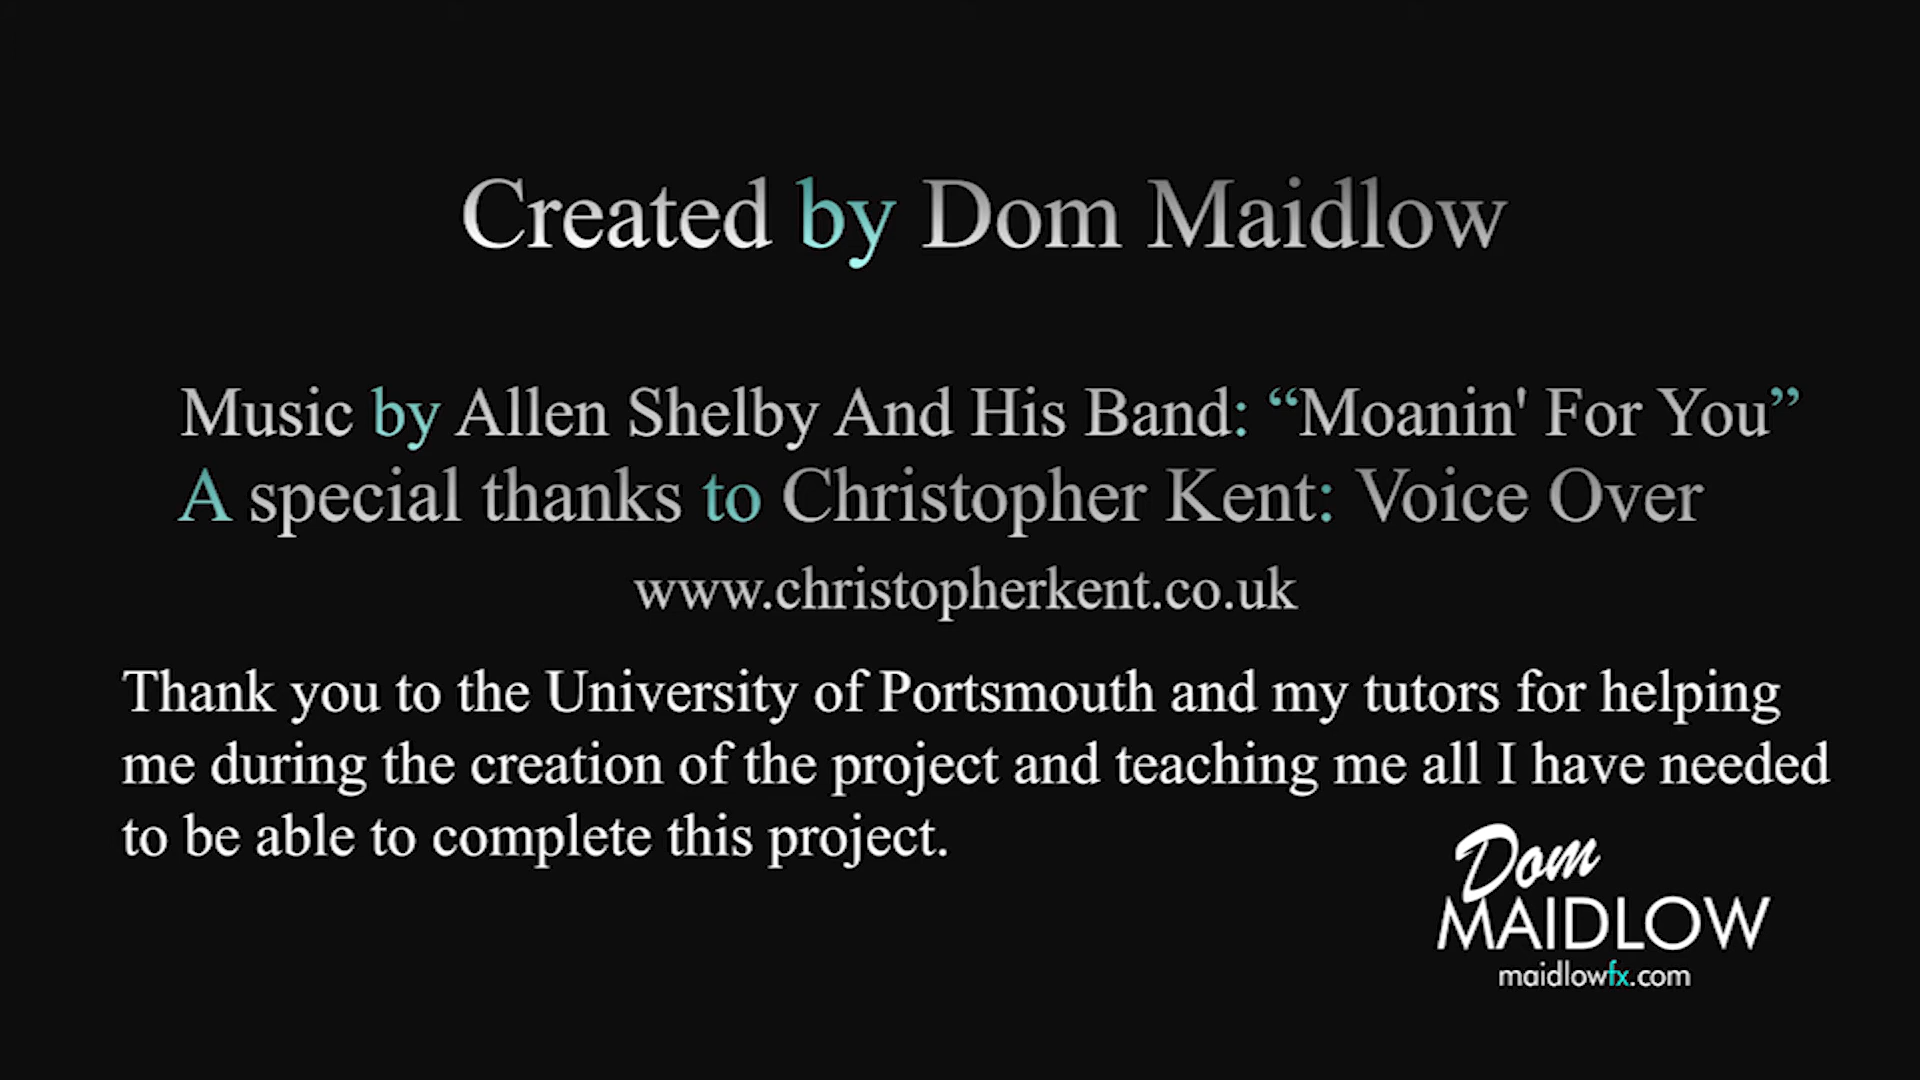 Created by Dom Maidlow
Music by Allen Shelby And His Band: “Moanin' For You”
A special thanks to Christopher Kent: Voice Over
www.christopherkent.co.uk
Thank you to the University of Portsmouth and my tutors for helping
me during the creation of the project and teaching me all I have needed
to be able to complete this project.
Dom
MAIDLOW
maidlowfx.com